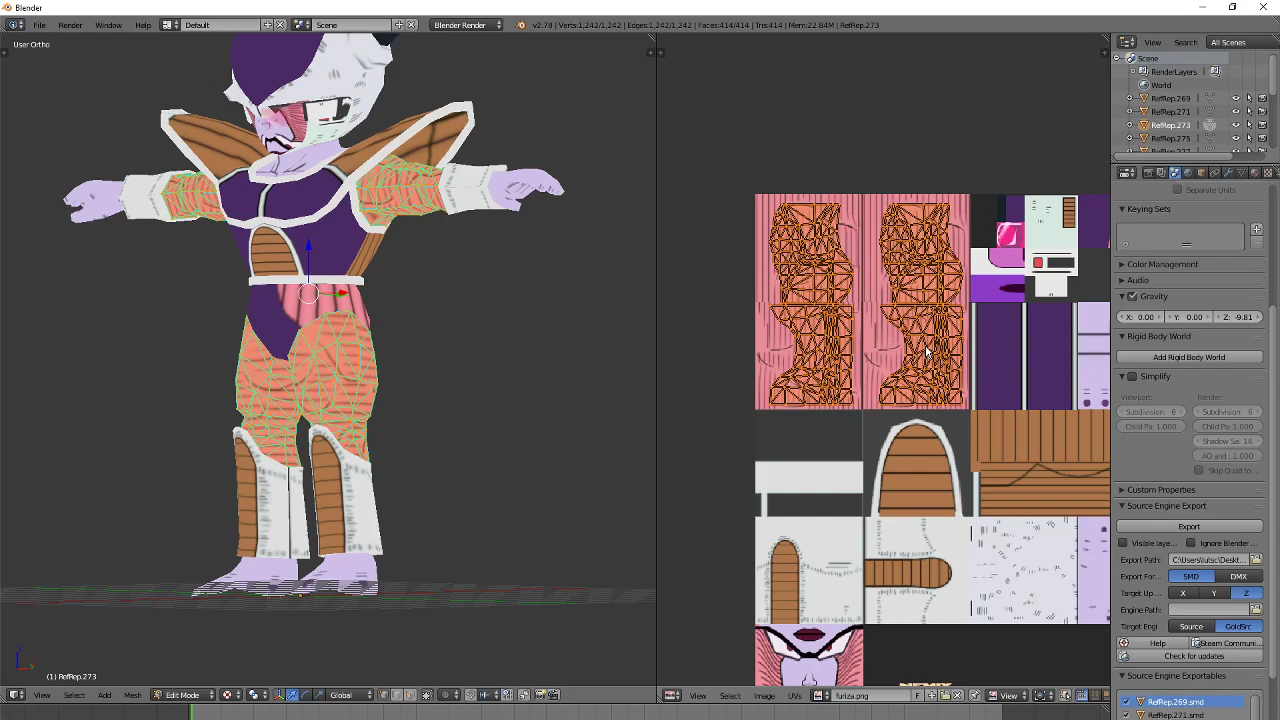 Blender
File Render Window Help Default Scene Blender Render v2.78 | Verts:1,242/1,242 | Edges:1,242/1,242 | Faces:414/414 | Tris:414 | Mem:22.84M | RefRep.273
View Search All Scenes
User Ortho
Scene
RenderLayers
World
RefRep.269
RefRep.271
RefRep.273
RefRep.275
Separate Units
Keying Sets
Color Management
Audio
Gravity
X: 0.00 Y: 0.00 Z: -9.81
Rigid Body World
Add Rigid Body World
Simplify
Viewport: Render:
Subdivision: 6 Subdivision: 6
Child Pa: 1.000 Child Pa: 1.000
Shadow Sa: 16
AO and : 1.000
Skip Quad to ...
Custom Properties
Source Engine Export
Export
Visible laye... Ignore Blender ...
Export Path: C:\Users\lutsc\Deskt...
Export For... SMD DMX
Target Up ... X Y Z
Engine Path:
Target Engi Source GoldSrc
Help Steam Communi...
Check for updates
Source Engine Exportables
RefRep.269.smd
RefRep.271.smd
(1) RefRep.273
View Select Add Mesh Edit Mode Global View Select Image UVs furiza.png F View